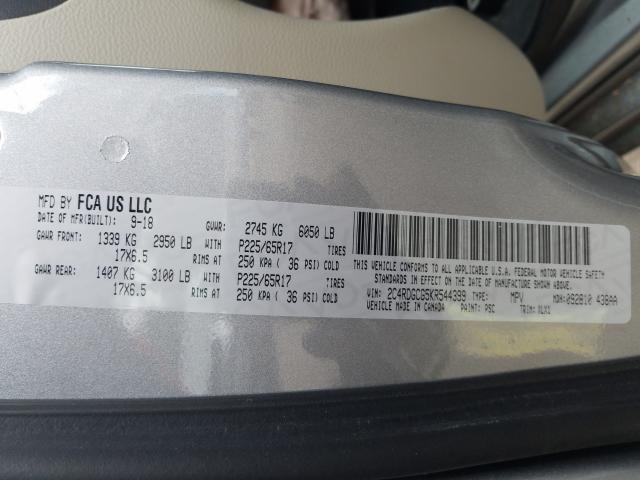 MFD BY FCA US LLC
DATE OF MFR(BUILT): 9-18 GVWR: 2745 KG 6050 LB
GAWR FRONT: 1339 KG 2950 LB WITH P225/65R17 TIRES
17X6.5 RIMS AT 250 KPA ( 36 PSI) COLD
GAWR REAR: 1407 KG 3100 LB WITH P225/65R17 TIRES
17X6.5 RIMS AT 250 KPA ( 36 PSI) COLD
THIS VEHICLE CONFORMS TO ALL APPLICABLE U.S.A. FEDERAL MOTOR VEHICLE SAFETY
STANDARDS IN EFFECT ON THE DATE OF MANUFACTURE SHOWN ABOVE.
VIN: 2C4RDGCG5KR544399 TYPE: MPV MDH: 092810 438AA
VEHICLE MADE IN CANADA PAINT: PSC TRIM: